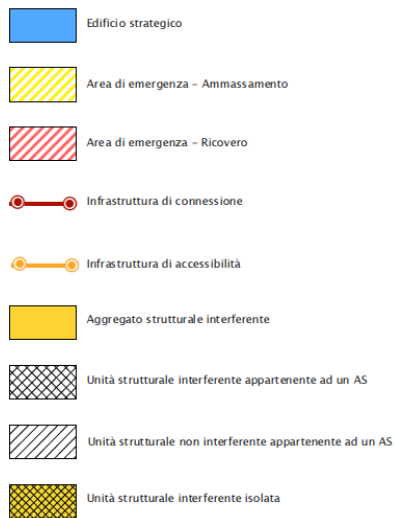 Edificio strategico
Area di emergenza – Ammassamento
Area di emergenza – Ricovero
Infrastruttura di connessione
Infrastruttura di accessibilità
Aggregato strutturale interferente
Unità strutturale interferente appartenente ad un AS
Unità strutturale non interferente appartenente ad un AS
Unità strutturale interferente isolata